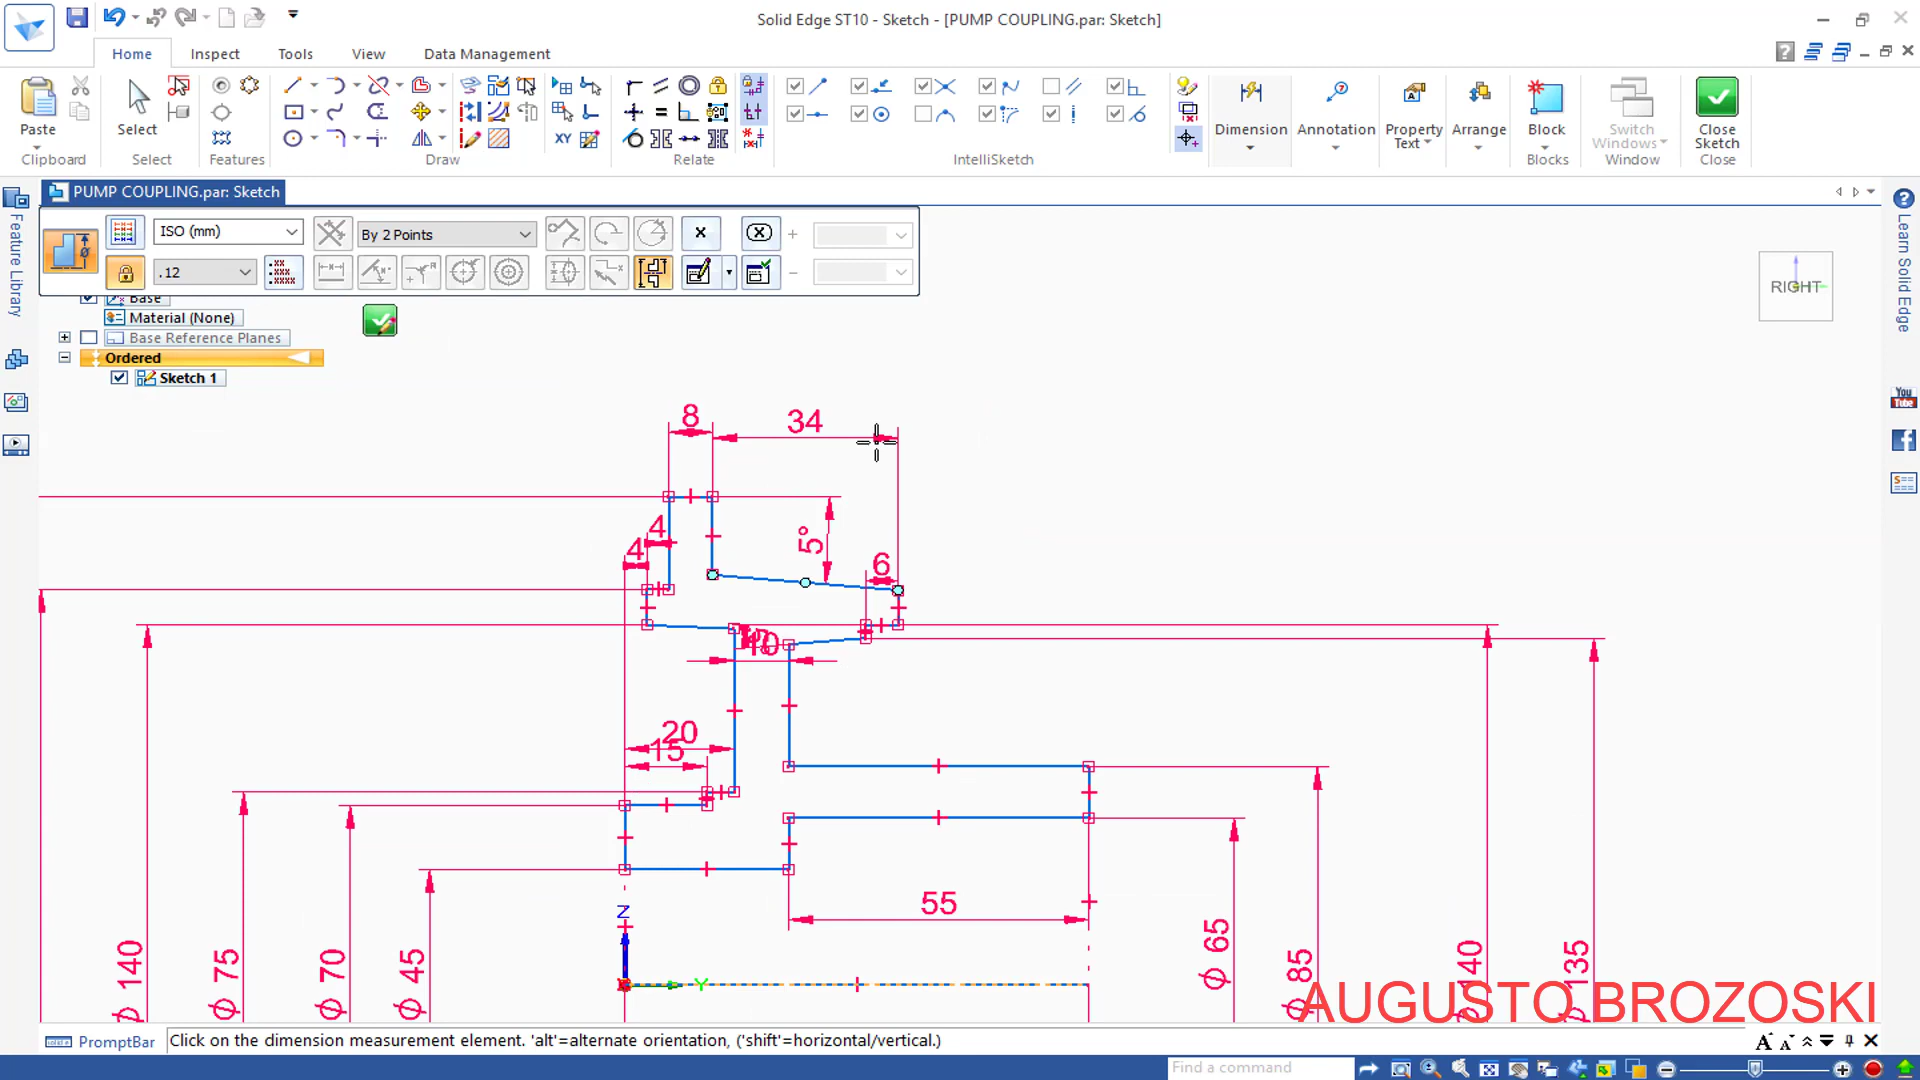 Solid Edge ST10 - Sketch - [PUMP COUPLING.par: Sketch]
Home Inspect Tools View Data Management
Paste
Clipboard
Select
Select
Features
Draw
Relate
IntelliSketch
Dimension
Annotation
Property
Text
Arrange
Block
Blocks
Switch
Windows
Window
Close
Sketch
Close
XY
PUMP COUPLING.par: Sketch
ISO (mm)
By 2 Points
.12
Feature Library
Learn Solid Edge
You
Tube
Base
Material (None)
Base Reference Planes
Ordered
Sketch 1
RIGHT
8
34
4
4
5°
6
10
20
15
55
Z
Y
ϕ 140
ϕ 75
ϕ 70
ϕ 45
ϕ 65
ϕ 85
ϕ 140
ϕ 135
AUGUSTO BROZOSKI
PromptBar
Click on the dimension measurement element. 'alt'=alternate orientation, ('shift'=horizontal/vertical.)
Find a command